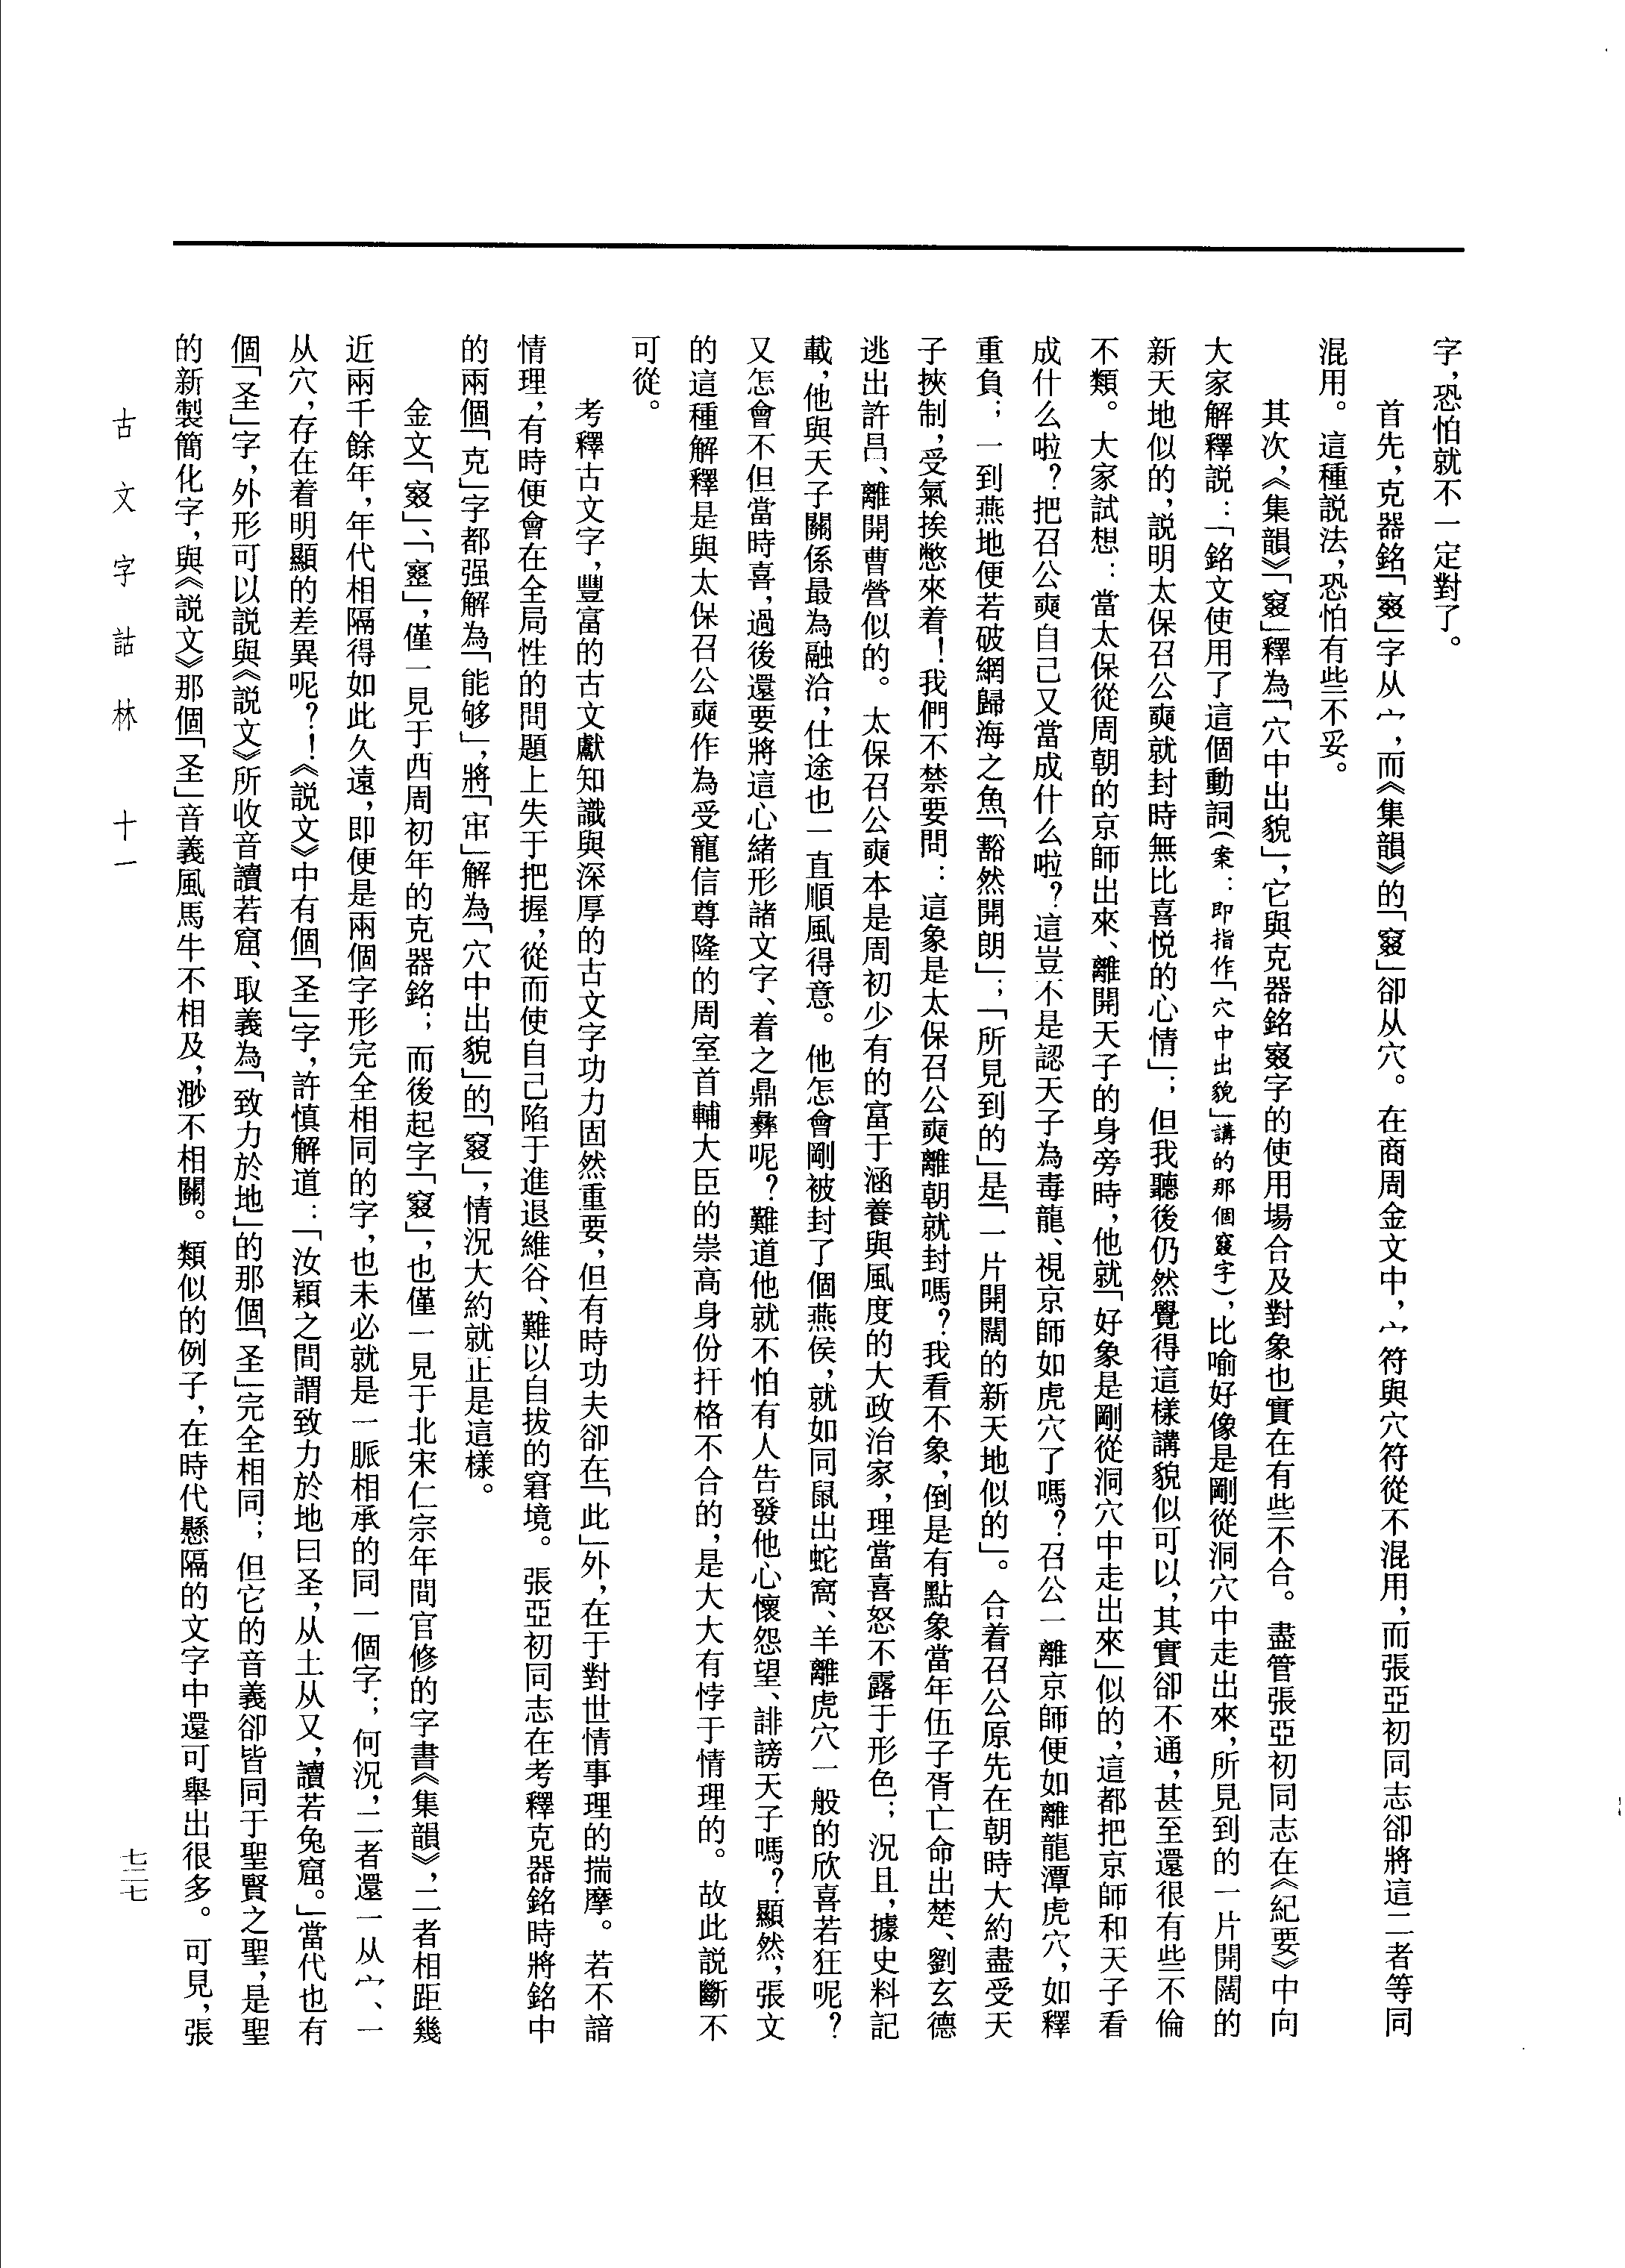 字，恐怕就不一定對了。
首先，克器銘「㝜」字从宀，而《集韻》的「窡」卻从穴。在商周金文中，宀符與穴符從不混用，而張亞初同志卻將這二者等同
混用。這種説法，恐怕有些不妥。
其次，《集韻》「窡」釋為「穴中出貌」，它與克器銘㝜字的使用場合及對象也實在有些不合。盡管張亞初同志在《紀要》中向
大家解釋説：「銘文使用了這個動詞（案：即指作「穴中出貌」講的那個窡字），比喻好像是剛從洞穴中走出來，所見到的一片開闊的
新天地似的，説明太保召公奭就封時無比喜悦的心情」；但我聽後仍然覺得這樣講貌似可以，其實卻不通，甚至還很有些不倫
不類。大家試想：當太保從周朝的京師出來、離開天子的身旁時，他就「好象是剛從洞穴中走出來」似的，這都把京師和天子看
成什么啦？把召公奭自己又當成什么啦？這豈不是認天子為毒龍、視京師如虎穴了嗎？召公一離京師便如離龍潭虎穴，如釋
重負；一到燕地便若破網歸海之魚「豁然開朗」；「所見到的」是「一片開闊的新天地似的」。合着召公原先在朝時大約盡受天
子挾制，受氣挨憋來着！我們不禁要問：這象是太保召公奭離朝就封嗎？我看不象，倒是有點象當年伍子胥亡命出楚、劉玄德
逃出許昌、離開曹營似的。太保召公奭本是周初少有的富于涵養與風度的大政治家，理當喜怒不露于形色；況且，據史料記
載，他與天子關係最為融洽，仕途也一直順風得意。他怎會剛被封了個燕侯，就如同鼠出蛇窩、羊離虎穴一般的欣喜若狂呢？
又怎會不但當時喜，過後還要將這心緒形諸文字、着之鼎彝呢？難道他就不怕有人告發他心懷怨望、誹謗天子嗎？顯然，張文
的這種解釋是與太保召公奭作為受寵信尊隆的周室首輔大臣的崇高身份扞格不合的，是大大有悖于情理的。故此説斷不
可從。
考釋古文字，豐富的古文獻知識與深厚的古文字功力固然重要，但有時功夫卻在「此」外，在于對世情事理的揣摩。若不諳
情理，有時便會在全局性的問題上失于把握，從而使自己陷于進退維谷、難以自拔的窘境。張亞初同志在考釋克器銘時將銘中
的兩個「克」字都强解為「能够」，將「㝜」解為「穴中出貌」的「窡」，情況大約就正是這樣。
金文「㝜」、「」，僅一見于西周初年的克器銘；而後起字「窡」，也僅一見于北宋仁宗年間官修的字書《集韻》，二者相距幾
近兩千餘年，年代相隔得如此久遠，即便是兩個字形完全相同的字，也未必就是一脈相承的同一個字；何況，二者還一从宀、一
从穴，存在着明顯的差異呢？！《説文》中有個「圣」字，許慎解道：「汝穎之間謂致力於地曰圣，从土从又，讀若兔窟。」當代也有
個「圣」字，外形可以説與《説文》所收音讀若窟、取義為「致力於地」的那個「圣」完全相同；但它的音義卻皆同于聖賢之聖，是聖
的新製簡化字，與《説文》那個「圣」音義風馬牛不相及，渺不相關。類似的例子，在時代懸隔的文字中還可舉出很多。可見，張
古文字詁林 十一
七二七